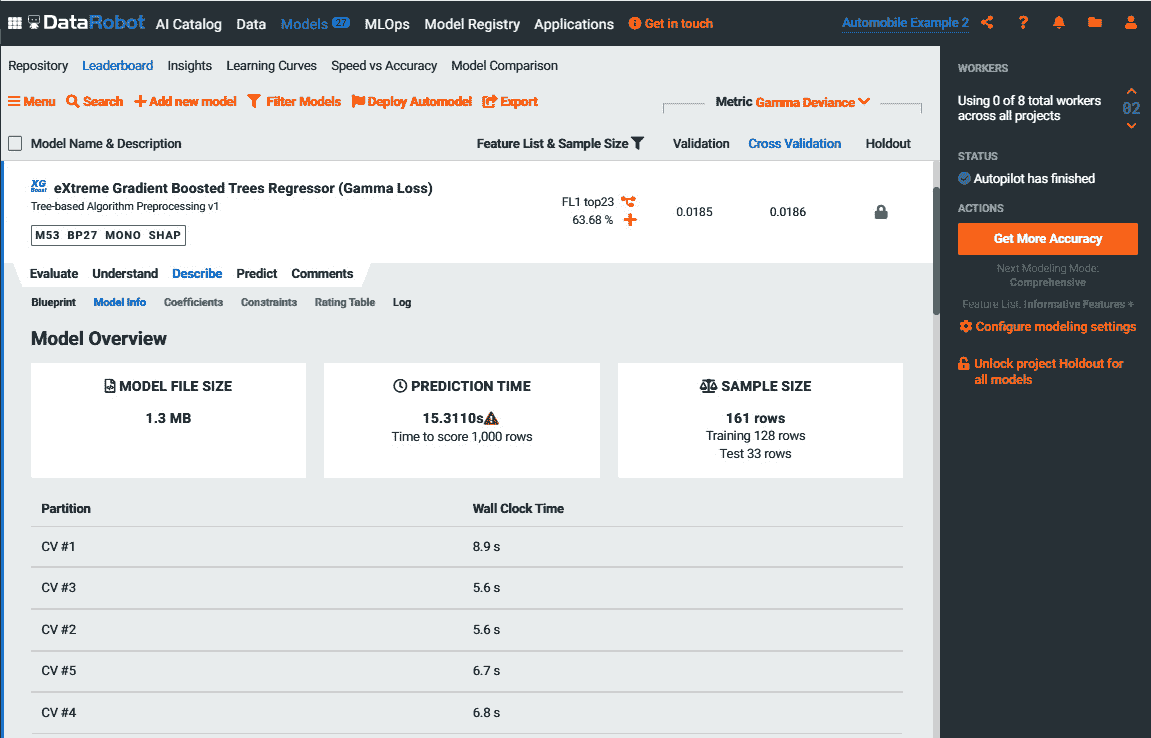 DataRobot AI Catalog Data Models 27 MLOps Model Registry Applications Get in touch Automobile Example 2
Repository Leaderboard Insights Learning Curves Speed vs Accuracy Model Comparison
Menu Search Add new model Filter Models Deploy Automodel Export Metric Gamma Deviance
Model Name & Description Feature List & Sample Size Validation Cross Validation Holdout
XG Boost eXtreme Gradient Boosted Trees Regressor (Gamma Loss)
Tree-based Algorithm Preprocessing v1
M53 BP27 MONO SHAP
FL1 top23
63.68 %
0.0185 0.0186
Evaluate Understand Describe Predict Comments
Blueprint Model Info Coefficients Constraints Rating Table Log
Model Overview
MODEL FILE SIZE
1.3 MB
PREDICTION TIME
15.3110s
Time to score 1,000 rows
SAMPLE SIZE
161 rows
Training 128 rows
Test 33 rows
Partition Wall Clock Time
CV #1 8.9 s
CV #3 5.6 s
CV #2 5.6 s
CV #5 6.7 s
CV #4 6.8 s
WORKERS
Using 0 of 8 total workers
across all projects
02
STATUS
Autopilot has finished
ACTIONS
Get More Accuracy
Next Modeling Mode:
Comprehensive
Feature List: Informative Features +
Configure modeling settings
Unlock project Holdout for
all models